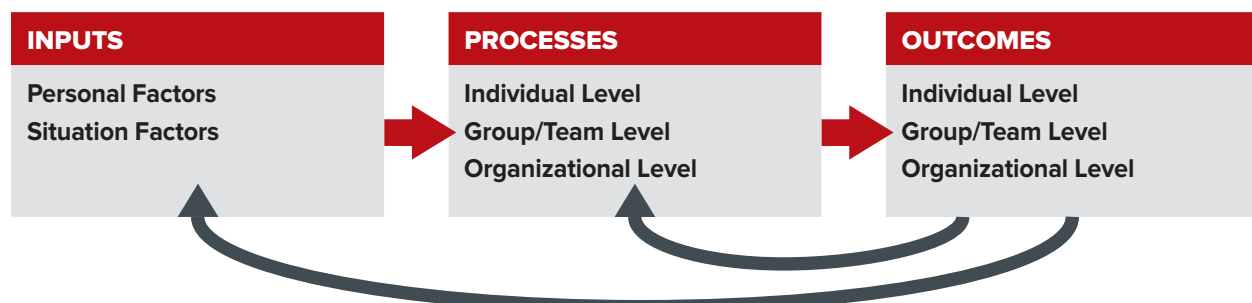 INPUTS
Personal Factors
Situation Factors
PROCESSES
Individual Level
Group/Team Level
Organizational Level
OUTCOMES
Individual Level
Group/Team Level
Organizational Level